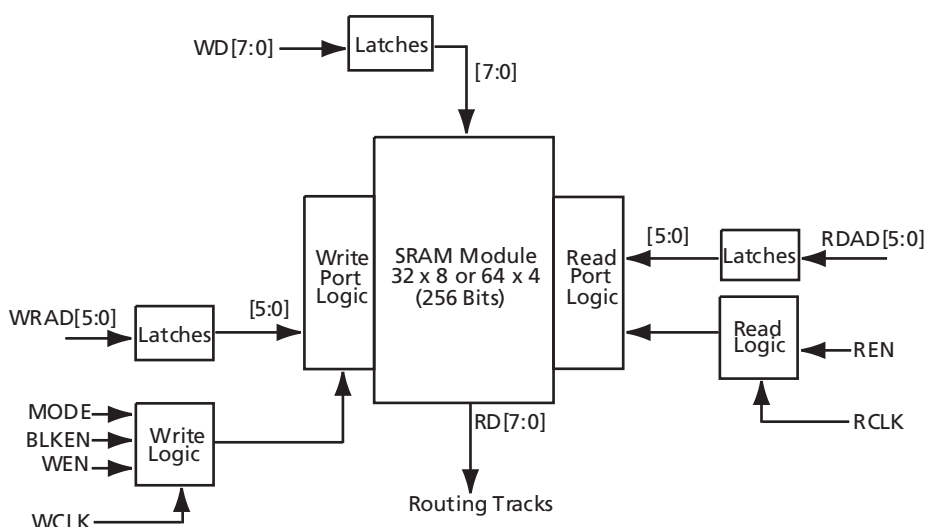 WD[7:0]
Latches
[7:0]
Write
Port
Logic
SRAM Module
32 x 8 or 64 x 4
(256 Bits)
Read
Port
Logic
[5:0]
Latches
RDAD[5:0]
WRAD[5:0]
Latches
[5:0]
Read
Logic
REN
RCLK
MODE
BLKEN
WEN
Write
Logic
WCLK
RD[7:0]
Routing Tracks